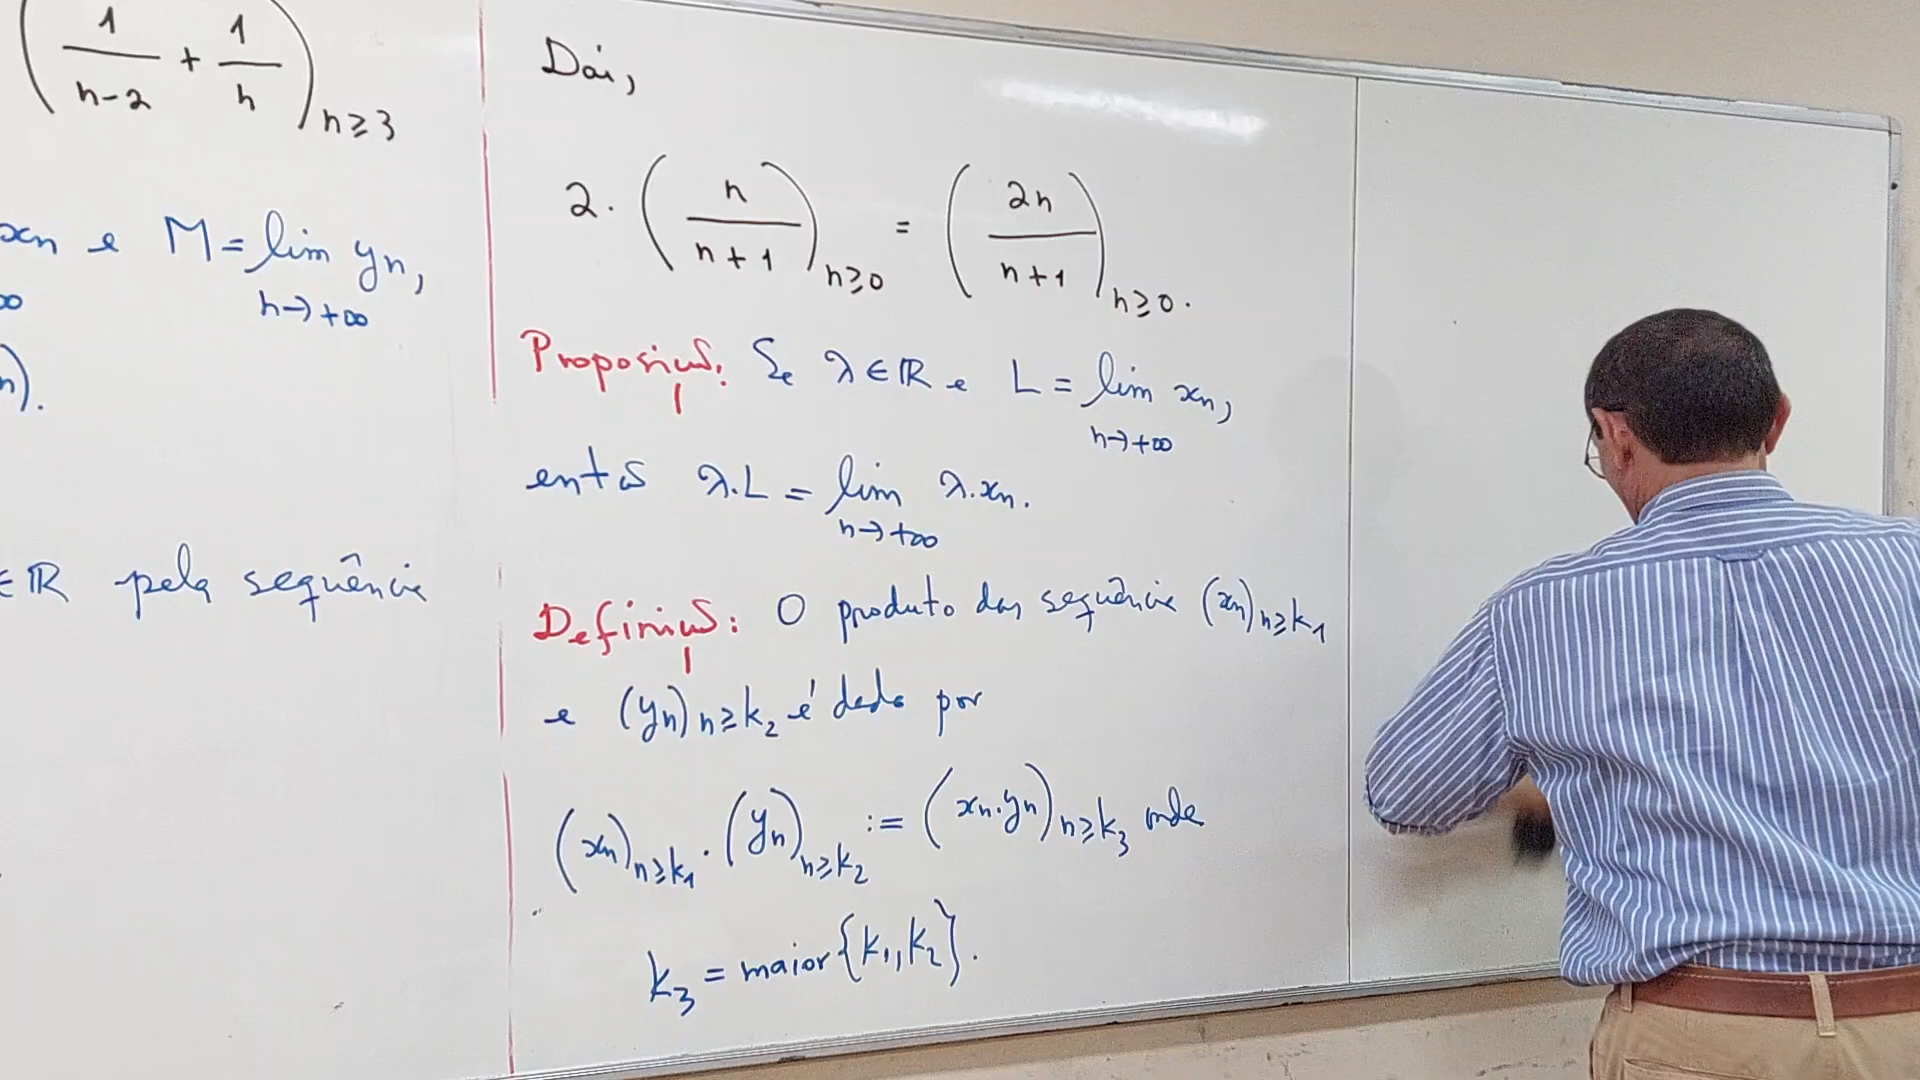 (1/(n-2) + 1/n)_{n≥3}
xn e M = lim yn,
∞ n→+∞
n).
∈ℝ pela sequência
Daí,
2. (n/(n+1))_{n≥0} = (2n/(n+1))_{n≥0}.
Proposição: Se λ∈ℝ e L = lim xn,
n→+∞
então λ.L = lim λ.xn.
n→+∞
Definição: O produto das sequências (xn)_{n≥k1}
e (yn)_{n≥k2} é dado por
(xn)_{n≥k1} . (yn)_{n≥k2} := (xn.yn)_{n≥k3} onde
k3 = maior{k1,k2}.